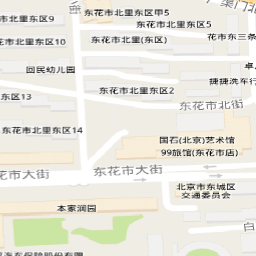 东花市北里东区甲5
东花市北里东区9
东花市北里东区5
花市东三条
东花市北里东区10
东花市北里(东区)
回民幼儿园
捷捷洗车行
东花市北里东区2
东区13
东花市北街
东花市北里东区14
国石(北京)艺术馆
99旅馆(东花市店)
花市大街
东花市大街
北京市东城区
交通委员会
本家润园
白